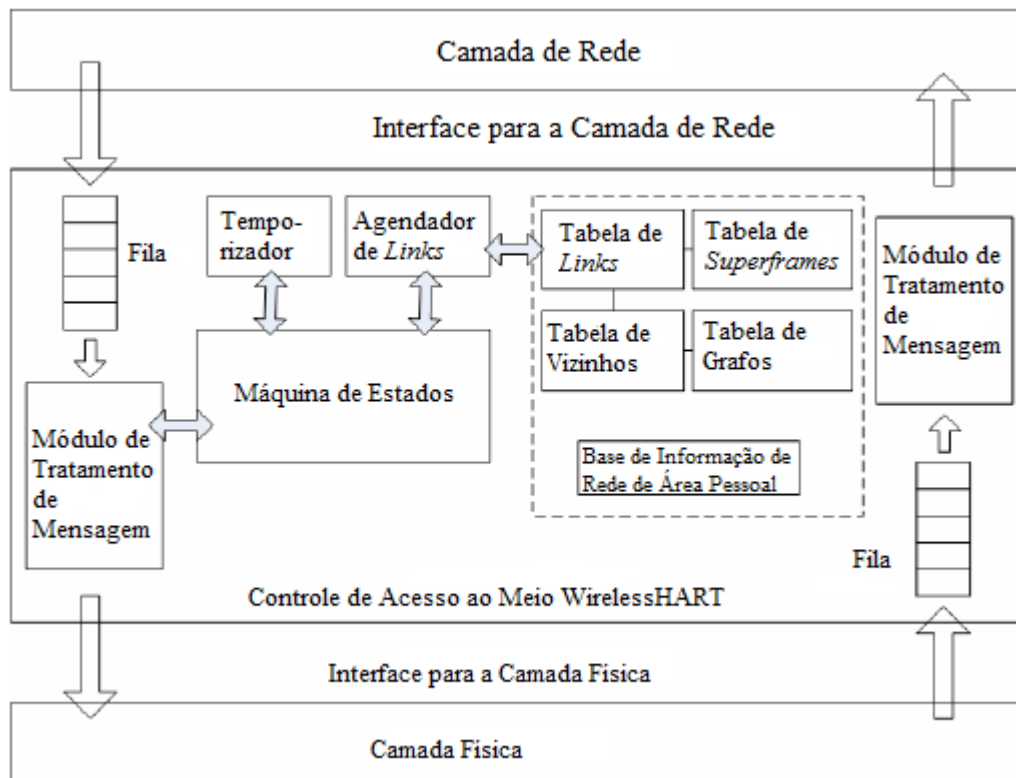 Camada de Rede
Interface para a Camada de Rede
Fila
Tempo-
rizador
Agendador
de Links
Tabela de
Links
Tabela de
Superframes
Tabela de
Vizinhos
Tabela de
Grafos
Base de Informação de
Rede de Área Pessoal
Máquina de Estados
Módulo de
Tratamento
de
Mensagem
Módulo de
Tratamento
de
Mensagem
Fila
Controle de Acesso ao Meio WirelessHART
Interface para a Camada Física
Camada Física